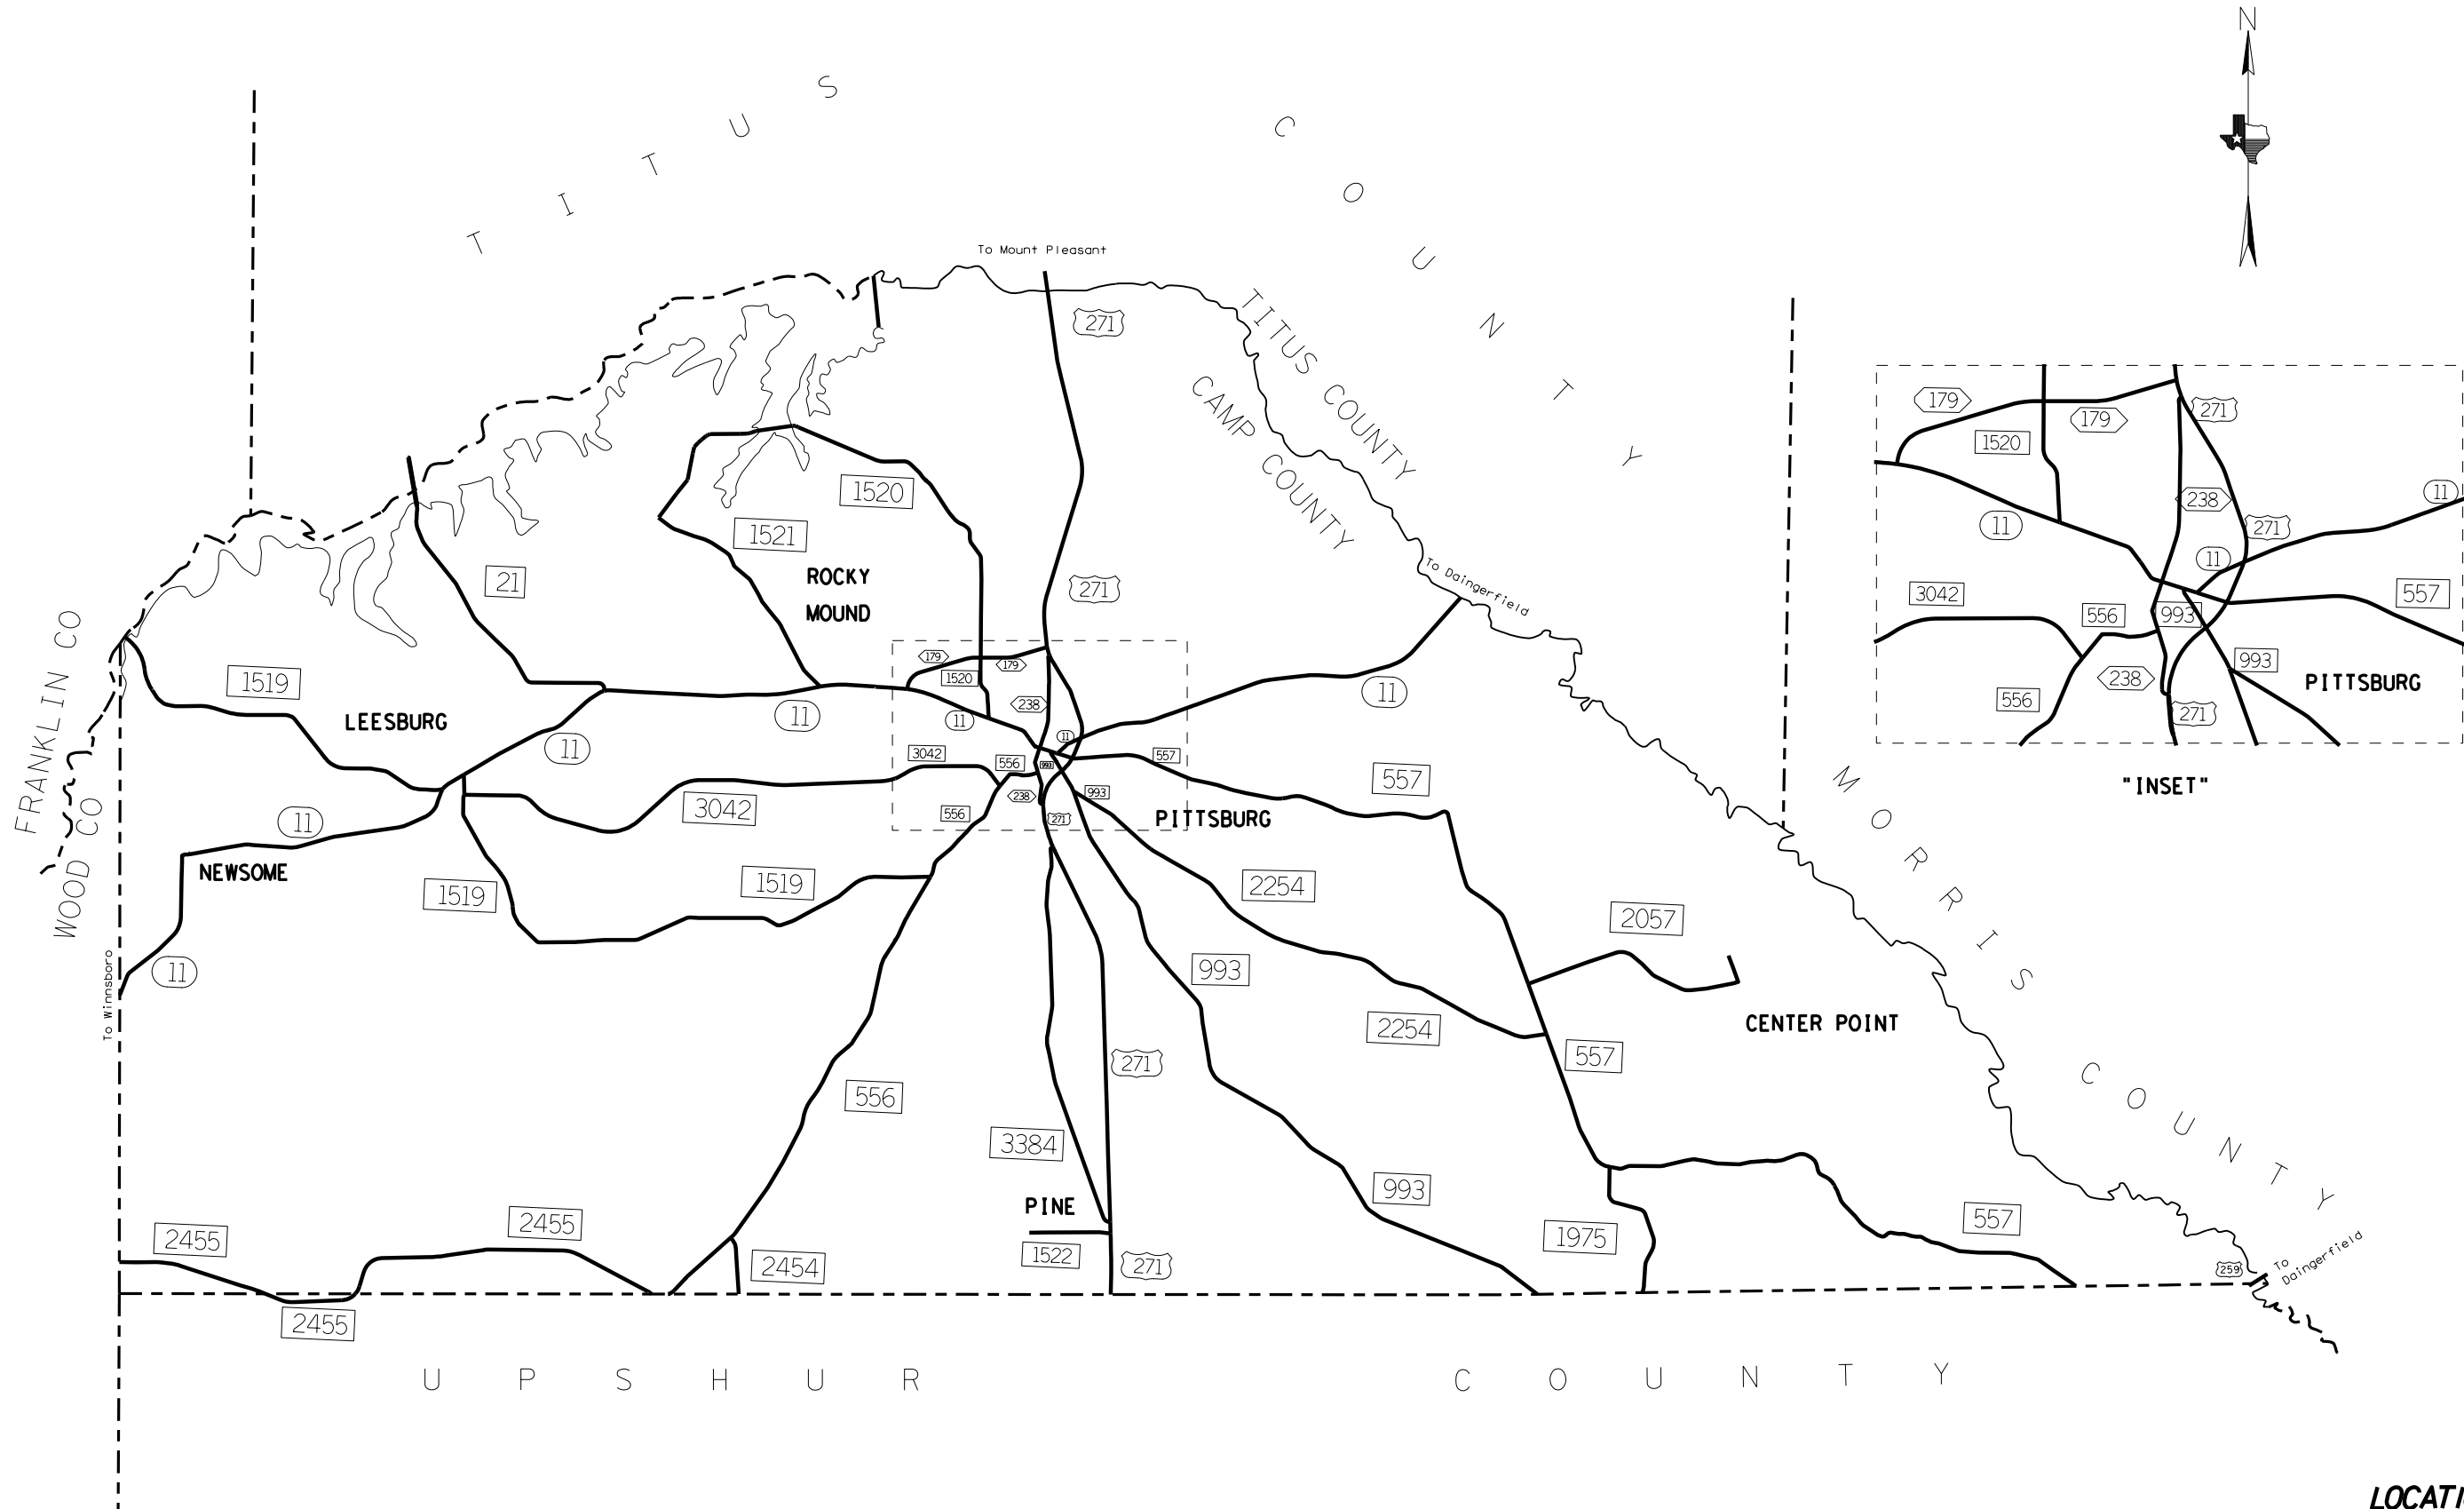 N
TITUS COUNTY
To Mount Pleasant
271
TITUS COUNTY
CAMP COUNTY
179
179
271
1520
238
11
11
271
11
3042
556
993
557
993
238
556
271
PITTSBURG
"INSET"
1520
1521
21
ROCKY
MOUND
271
To Daingerfield
FRANKLIN CO
WOOD CO
1519
LEESBURG
179
179
1520
238
11
11
11
11
11
3042
556
557
993
238
993
556
271
557
3042
PITTSBURG
11
NEWSOME
1519
1519
2254
2057
MORRIS COUNTY
993
11
To Winnsboro
2254
CENTER POINT
557
271
556
3384
993
PINE
2455
2455
1522
271
2454
1975
557
259
To
Daingerfield
2455
UPSHUR COUNTY
LOCATI